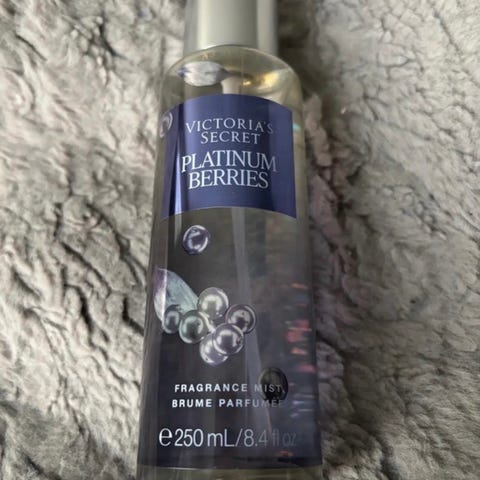 VICTORIA'S
SECRET
PLATINUM
BERRIES
FRAGRANCE MIST
BRUME PARFUMÉE
℮250 mL/8.4 fl oz